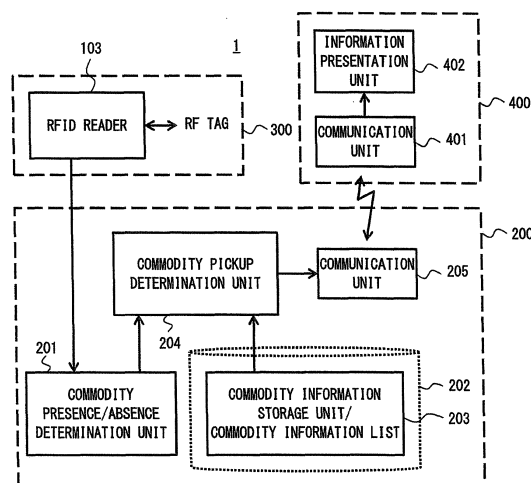 103
1
RFID READER
RF TAG
300
INFORMATION
PRESENTATION
UNIT
402
COMMUNICATION
UNIT
401
400
200
COMMODITY PICKUP
DETERMINATION UNIT
204
COMMUNICATION
UNIT
205
201
COMMODITY
PRESENCE/ABSENCE
DETERMINATION UNIT
COMMODITY INFORMATION
STORAGE UNIT/
COMMODITY INFORMATION LIST
202
203